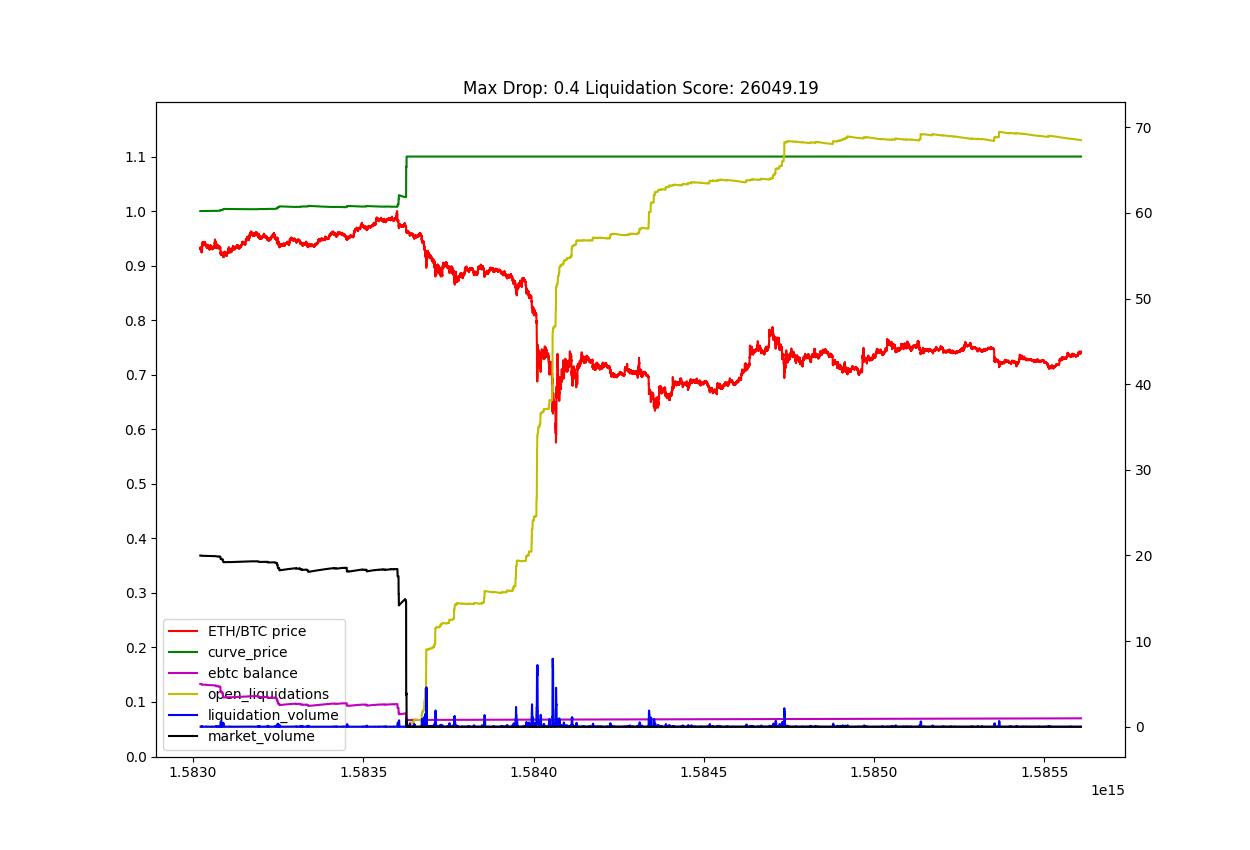 Max Drop: 0.4 Liquidation Score: 26049.19
1.1
1.0
0.9
0.8
0.7
0.6
0.5
0.4
0.3
0.2
0.1
0.0
70
60
50
40
30
20
10
0
ETH/BTC price
curve_price
ebtc balance
open_liquidations
liquidation_volume
market_volume
1.5830 1.5835 1.5840 1.5845 1.5850 1.5855
1e15